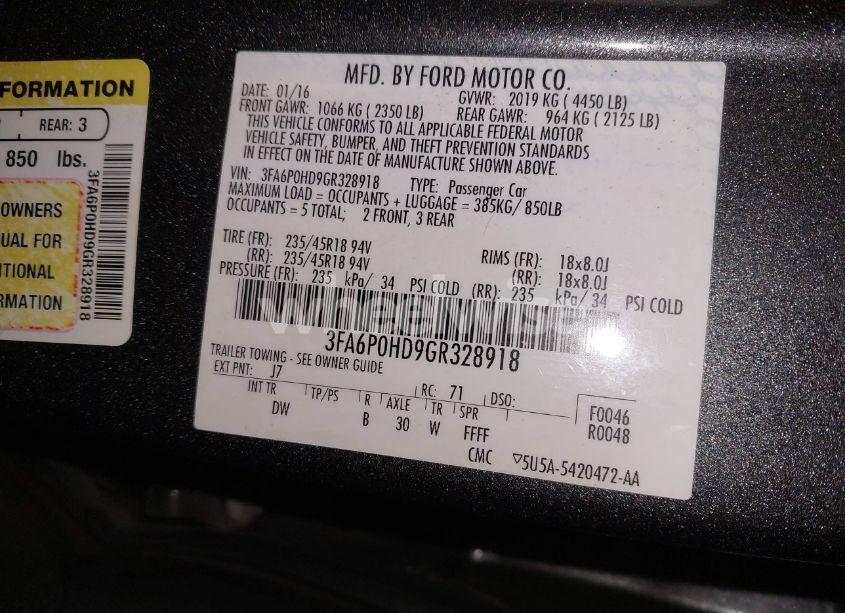 FORMATION
REAR: 3
850 lbs.
OWNERS
UAL FOR
ITIONAL
RMATION
3FA6P0HD9GR328918
MFD. BY FORD MOTOR CO.
DATE: 01/16 GVWR: 2019 KG ( 4450 LB)
FRONT GAWR: 1066 KG ( 2350 LB) REAR GAWR: 964 KG ( 2125 LB)
THIS VEHICLE CONFORMS TO ALL APPLICABLE FEDERAL MOTOR
VEHICLE SAFETY, BUMPER, AND THEFT PREVENTION STANDARDS
IN EFFECT ON THE DATE OF MANUFACTURE SHOWN ABOVE.
VIN: 3FA6P0HD9GR328918 TYPE: Passenger Car
MAXIMUM LOAD = OCCUPANTS + LUGGAGE = 385KG/ 850LB
OCCUPANTS = 5 TOTAL; 2 FRONT, 3 REAR
TIRE (FR): 235/45R18 94V RIMS (FR): 18x8.0J
(RR): 235/45R18 94V (RR): 18x8.0J
PRESSURE (FR): 235 kPa/ 34 PSI COLD (RR): 235 kPa/ 34 PSI COLD
3FA6P0HD9GR328918
TRAILER TOWING - SEE OWNER GUIDE
EXT PNT: J7 RC: 71 DSO:
INT TR TP/PS R AXLE TR SPR F0046
DW B 30 W FFFF R0048
CMC ▽5U5A-5420472-AA